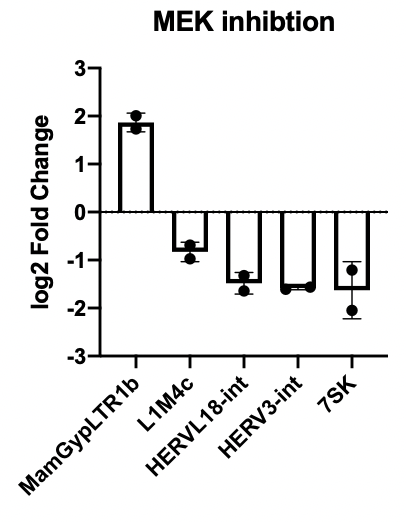 MEK inhibtion
3
2
1
0
-1
-2
-3
log2 Fold Change
MamGypLTR1b
L1M4c
HERVL18-int
HERV3-int
7SK